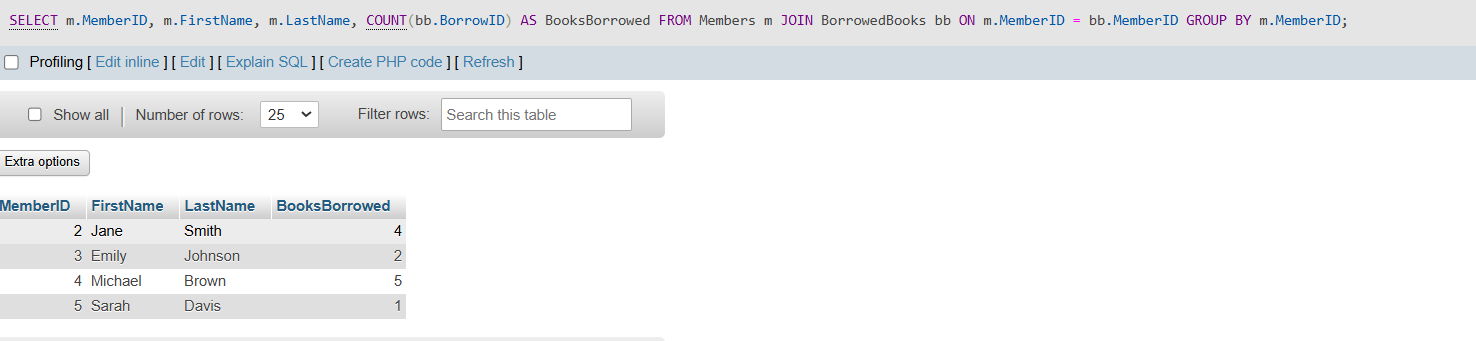 SELECT m.MemberID, m.FirstName, m.LastName, COUNT(bb.BorrowID) AS BooksBorrowed FROM Members m JOIN BorrowedBooks bb ON m.MemberID = bb.MemberID GROUP BY m.MemberID;
Profiling [ Edit inline ] [ Edit ] [ Explain SQL ] [ Create PHP code ] [ Refresh ]
Show all | Number of rows: 25 Filter rows: Search this table
Extra options
MemberID FirstName LastName BooksBorrowed
2 Jane Smith 4
3 Emily Johnson 2
4 Michael Brown 5
5 Sarah Davis 1